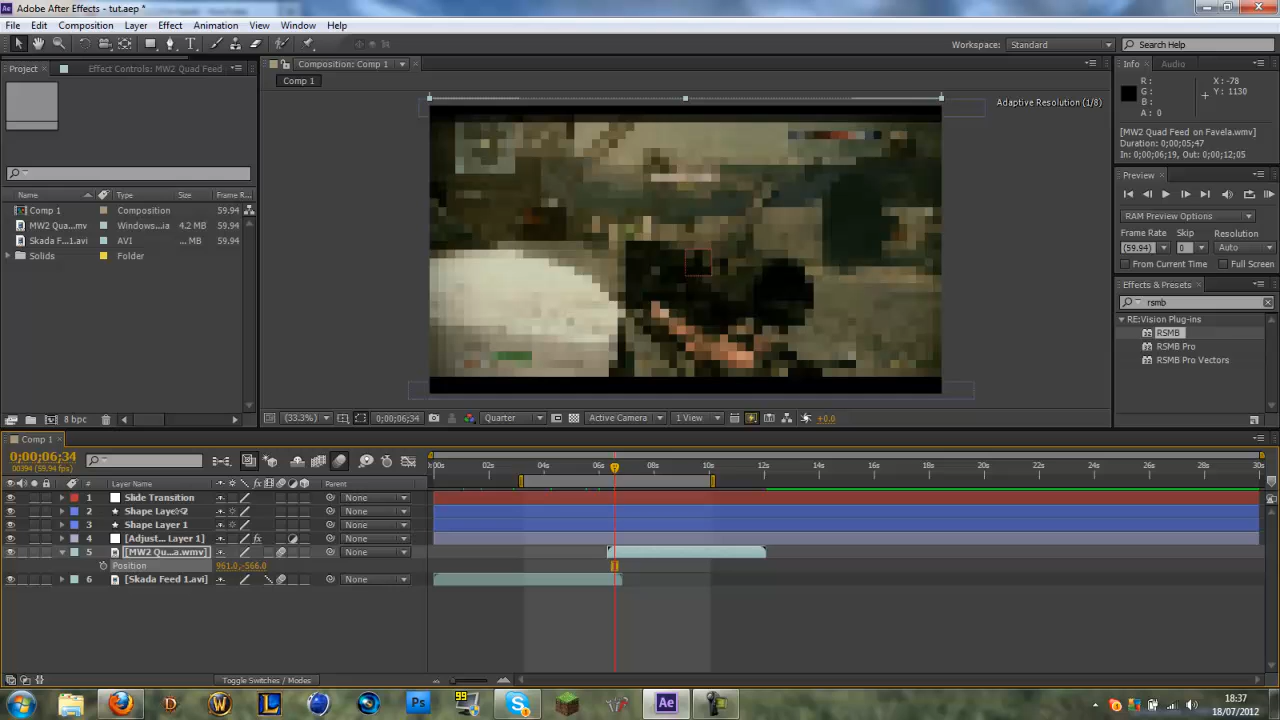 Adobe After Effects - tut.aep *
File Edit Composition Layer Effect Animation View Window Help
Workspace: Standard
Search Help
Project Effect Controls: MW2 Quad Feed
Composition: Comp 1
Info Audio
Comp 1
Adaptive Resolution (1/8)
R :
G :
B :
A : 0
X : -78
Y : 1130
[MW2 Quad Feed on Favela.wmv]
Duration: 0;00;05;47
In: 0;00;06;19, Out: 0;00;12;05
Preview
RAM Preview Options
Frame Rate Skip Resolution
(59.94) 0 Auto
From Current Time Full Screen
Effects & Presets
rsmb
RE:Vision Plug-ins
RSMB
RSMB Pro
RSMB Pro Vectors
Name Type Size Frame R...
Comp 1 Composition 59.94
MW2 Qua...mv Windows...ia 4.2 MB 59.94
Skada F...1.avi AVI ... MB 59.94
Solids Folder
8 bpc
(33.3%) 0;00;06;34 Quarter Active Camera 1 View +0.0
Comp 1
0;00;06;34
00394 (59.94 fps)
:00s 02s 04s 06s 08s 10s 12s 14s 16s 18s 20s 22s 24s 26s 28s 30s
# Layer Name Parent
1 Slide Transition None
2 Shape Layer 2 None
3 Shape Layer 1 None
4 [Adjust... Layer 1] fx None
5 [MW2 Qu...a.wmv] None
Position 961.0,-566.0
6 [Skada Feed 1.avi] None
Toggle Switches / Modes
99
Ps
Ae
18:37
18/07/2012